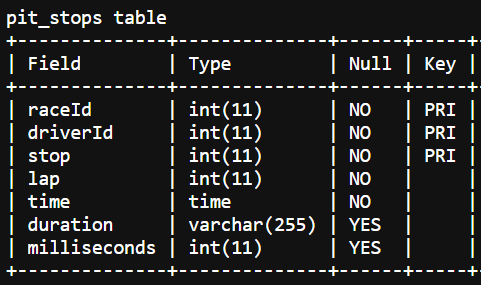 pit_stops table
+--------------+--------------+------+-----+
| Field        | Type         | Null | Key |
+--------------+--------------+------+-----+
| raceId       | int(11)      | NO   | PRI |
| driverId     | int(11)      | NO   | PRI |
| stop         | int(11)      | NO   | PRI |
| lap          | int(11)      | NO   |     |
| time         | time         | NO   |     |
| duration     | varchar(255) | YES  |     |
| milliseconds | int(11)      | YES  |     |
+--------------+--------------+------+-----+